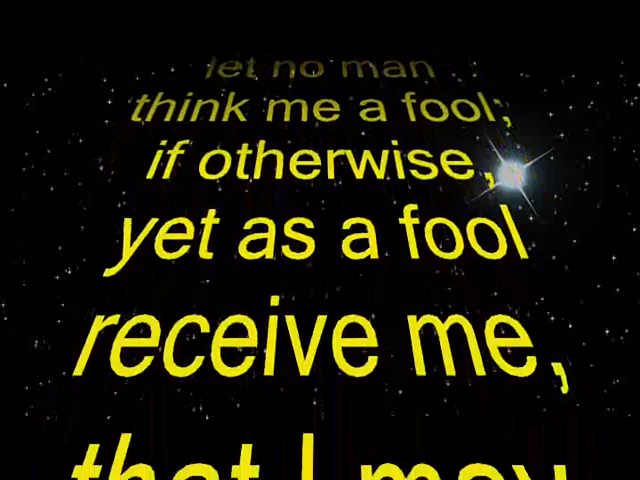 let no man
think me a fool;
if otherwise,
yet as a fool
receive me,
that I may